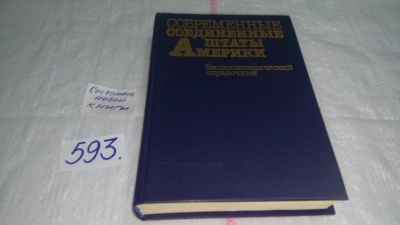 СОВРЕМЕННЫЕ
СОЕДИНЕННЫЕ
ШТАТЫ
АМЕРИКИ
Энциклопедический
справочник
Состояние
новой
книги
593.